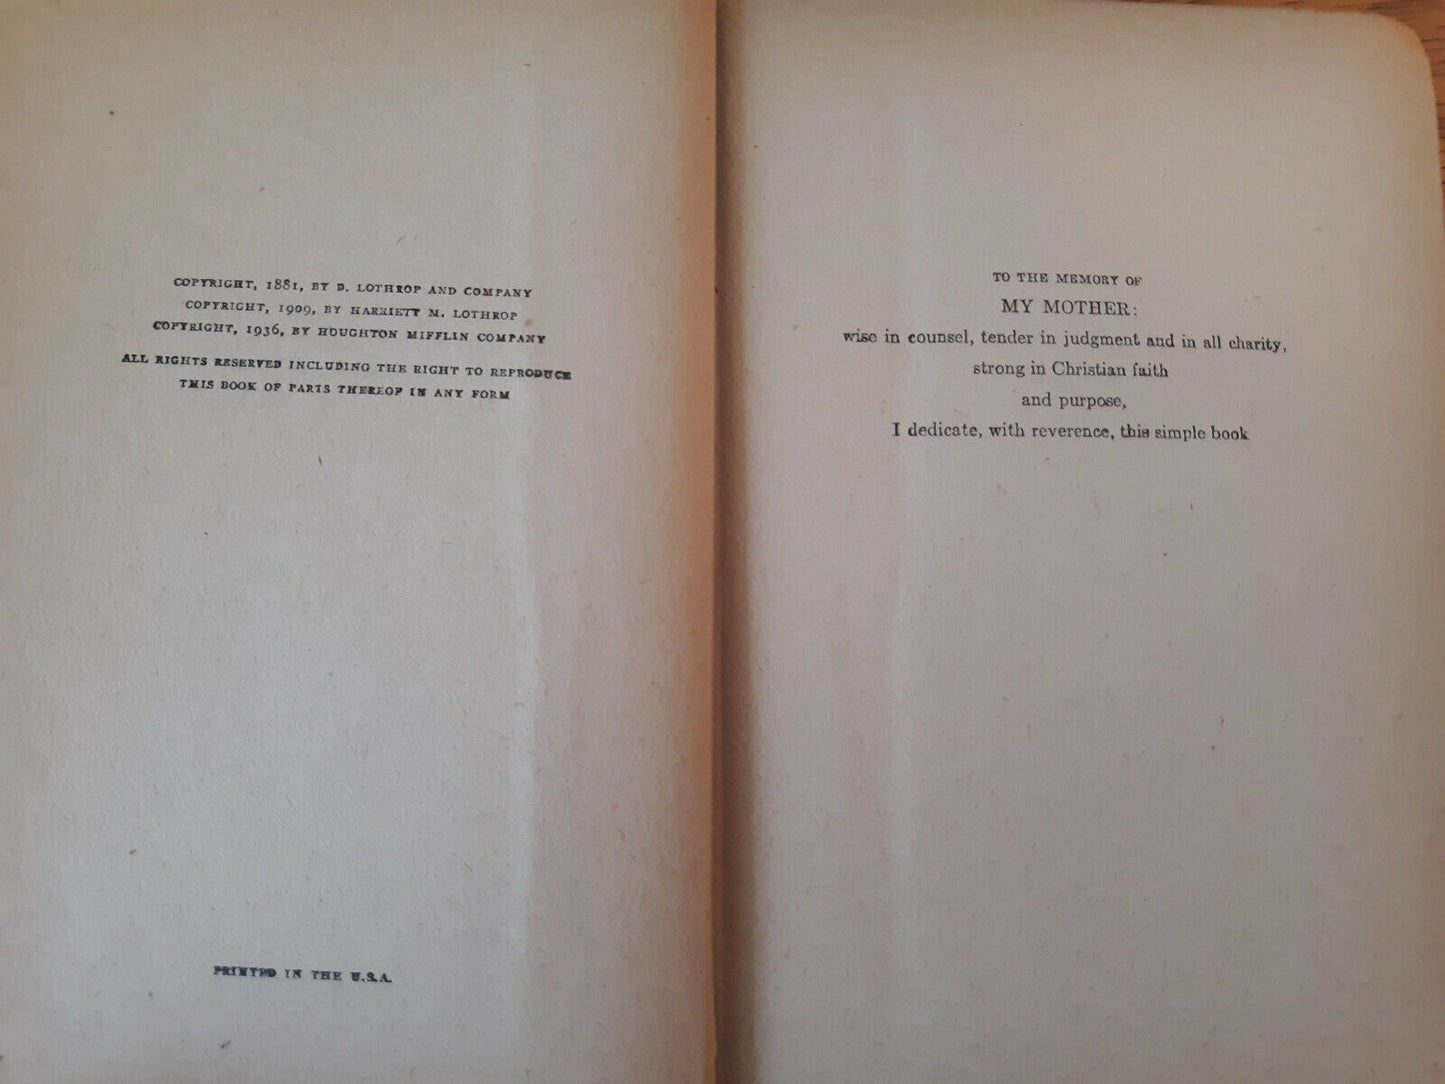 COPYRIGHT, 1881, BY D. LOTHROP AND COMPANY
COPYRIGHT, 1909, BY HARRIETT M. LOTHROP
COPYRIGHT, 1936, BY HOUGHTON MIFFLIN COMPANY
ALL RIGHTS RESERVED INCLUDING THE RIGHT TO REPRODUCE
THIS BOOK OF PARTS THEREOF IN ANY FORM
PRINTED IN THE U.S.A.
TO THE MEMORY OF
MY MOTHER:
wise in counsel, tender in judgment and in all charity,
strong in Christian faith
and purpose,
I dedicate, with reverence, this simple book